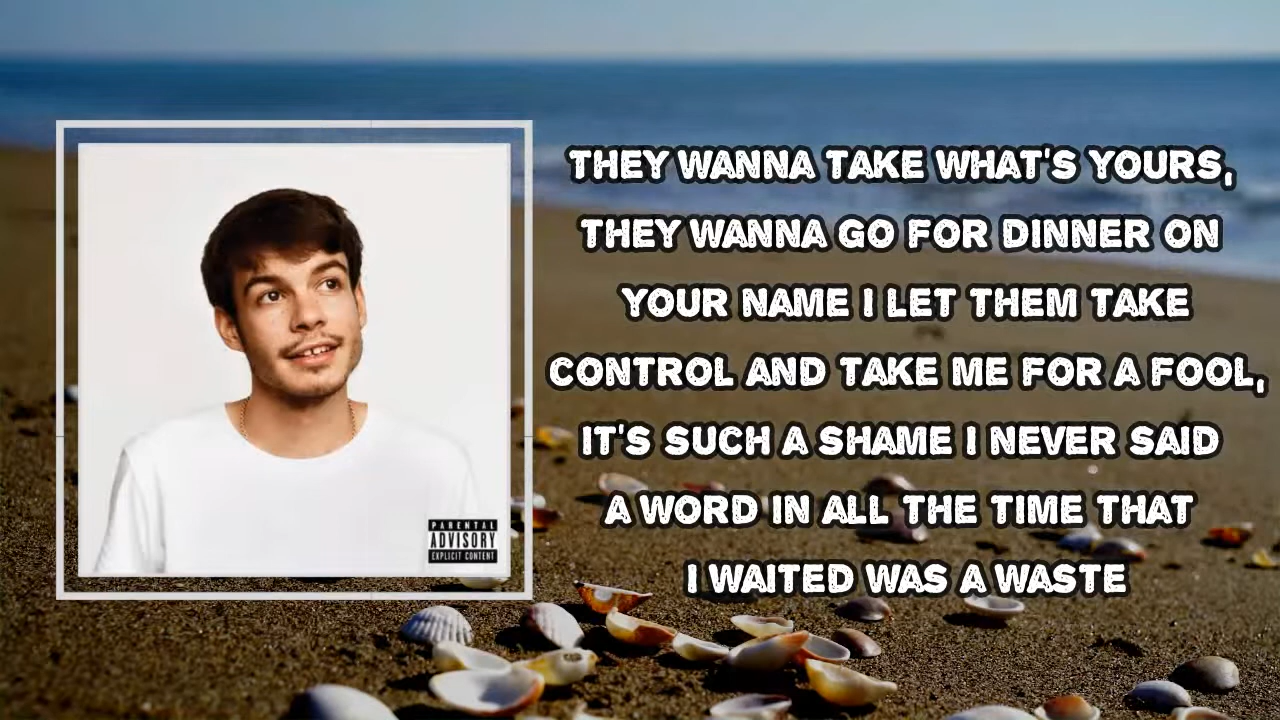 THEY WANNA TAKE WHAT'S YOURS,
THEY WANNA GO FOR DINNER ON
YOUR NAME I LET THEM TAKE
CONTROL AND TAKE ME FOR A FOOL,
IT'S SUCH A SHAME I NEVER SAID
A WORD IN ALL THE TIME THAT
I WAITED WAS A WASTE
PARENTAL
ADVISORY
EXPLICIT CONTENT